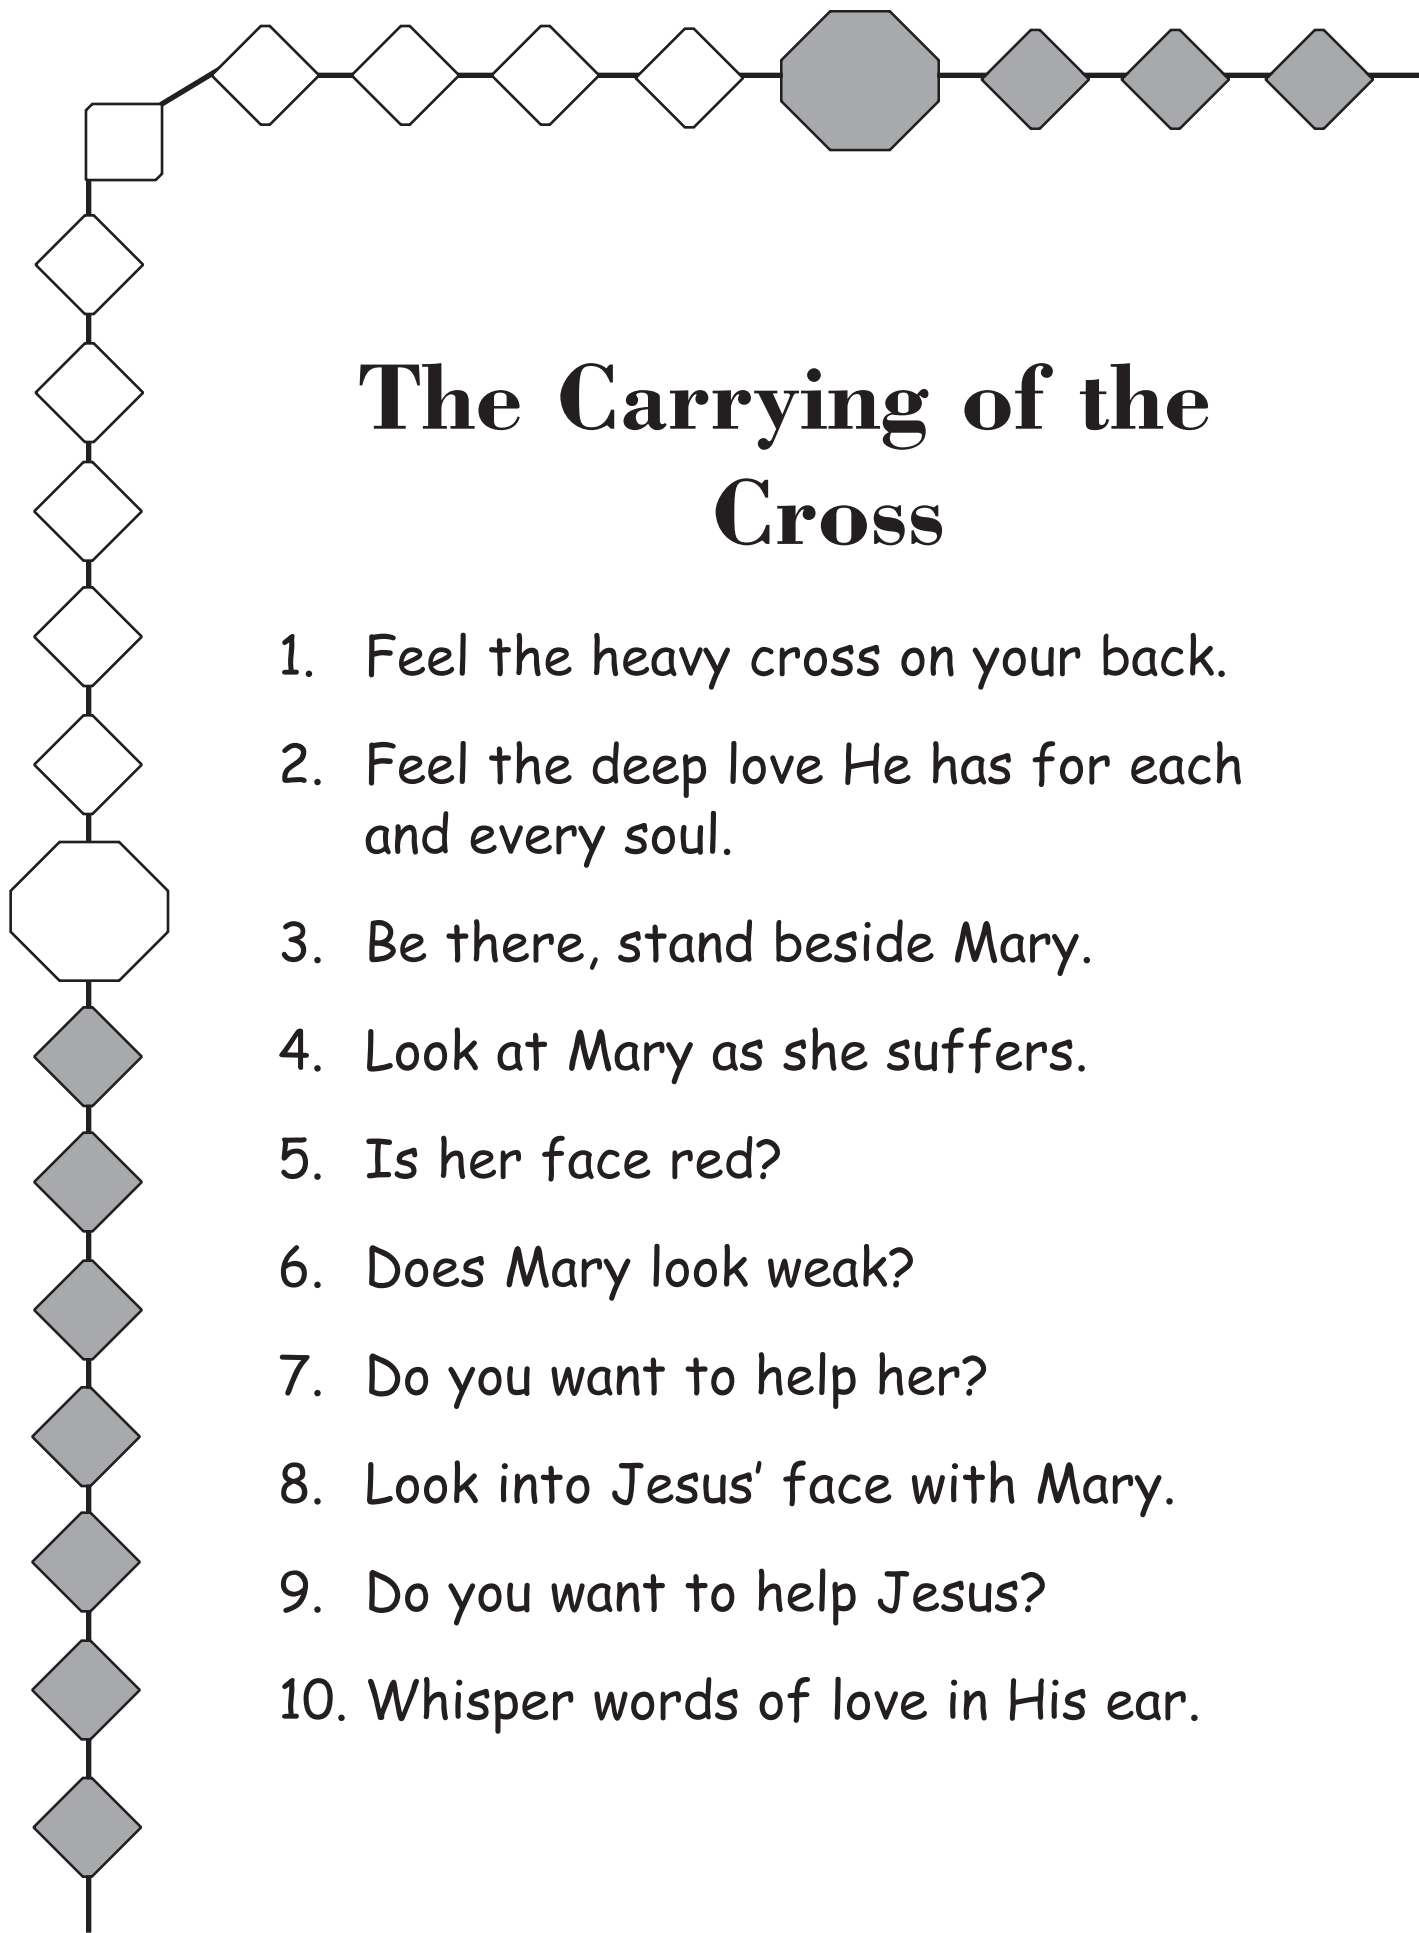 The Carrying of the
Cross
1. Feel the heavy cross on your back.
2. Feel the deep love He has for each
and every soul.
3. Be there, stand beside Mary.
4. Look at Mary as she suffers.
5. Is her face red?
6. Does Mary look weak?
7. Do you want to help her?
8. Look into Jesus’ face with Mary.
9. Do you want to help Jesus?
10. Whisper words of love in His ear.